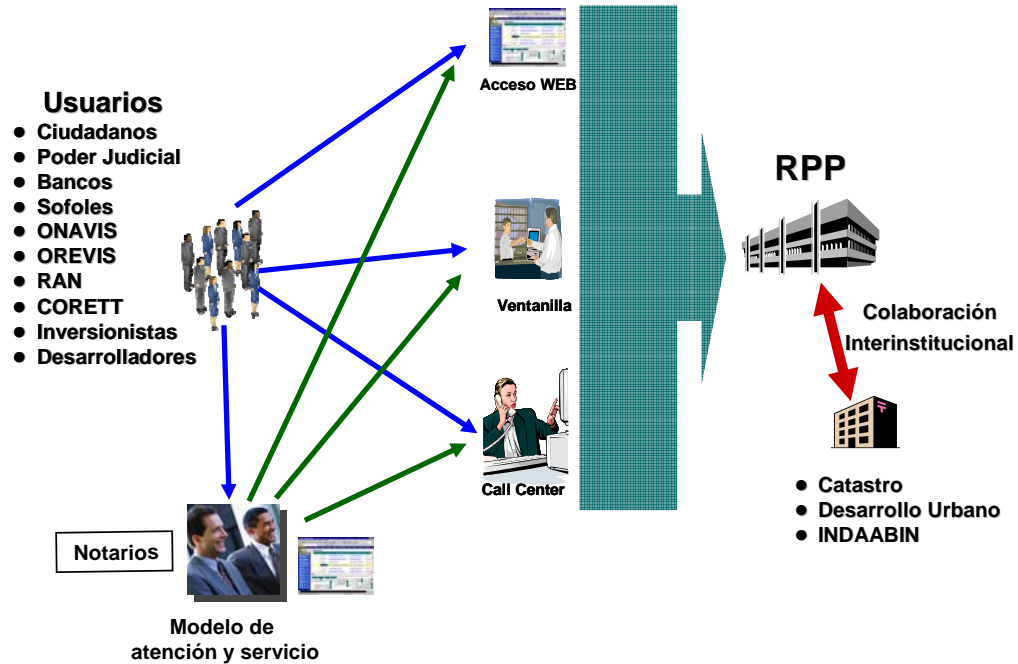 Usuarios
● Ciudadanos
● Poder Judicial
● Bancos
● Sofoles
● ONAVIS
● OREVIS
● RAN
● CORETT
● Inversionistas
● Desarrolladores
Acceso WEB
Ventanilla
Call Center
RPP
Colaboración
Interinstitucional
● Catastro
● Desarrollo Urbano
● INDAABIN
Notarios
Modelo de
atención y servicio